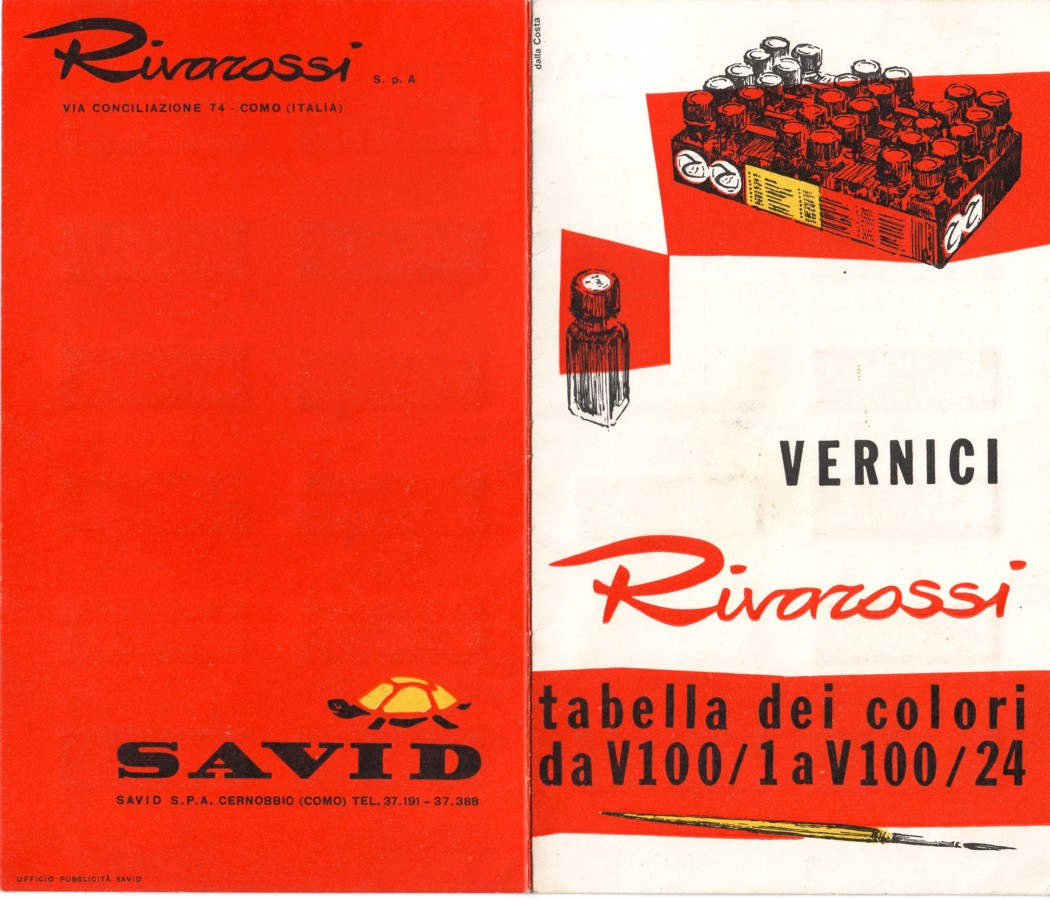 Rivarossi S. p. A
VIA CONCILIAZIONE 74 - COMO (ITALIA)
SAVID
SAVID S.P.A. CERNOBBIO (COMO) TEL. 37.191 - 37.388
UFFICIO PUBBLICITÀ SAVID
dalla Costa
VERNICI
Rivarossi
tabella dei colori
da V100/1 a V100/24